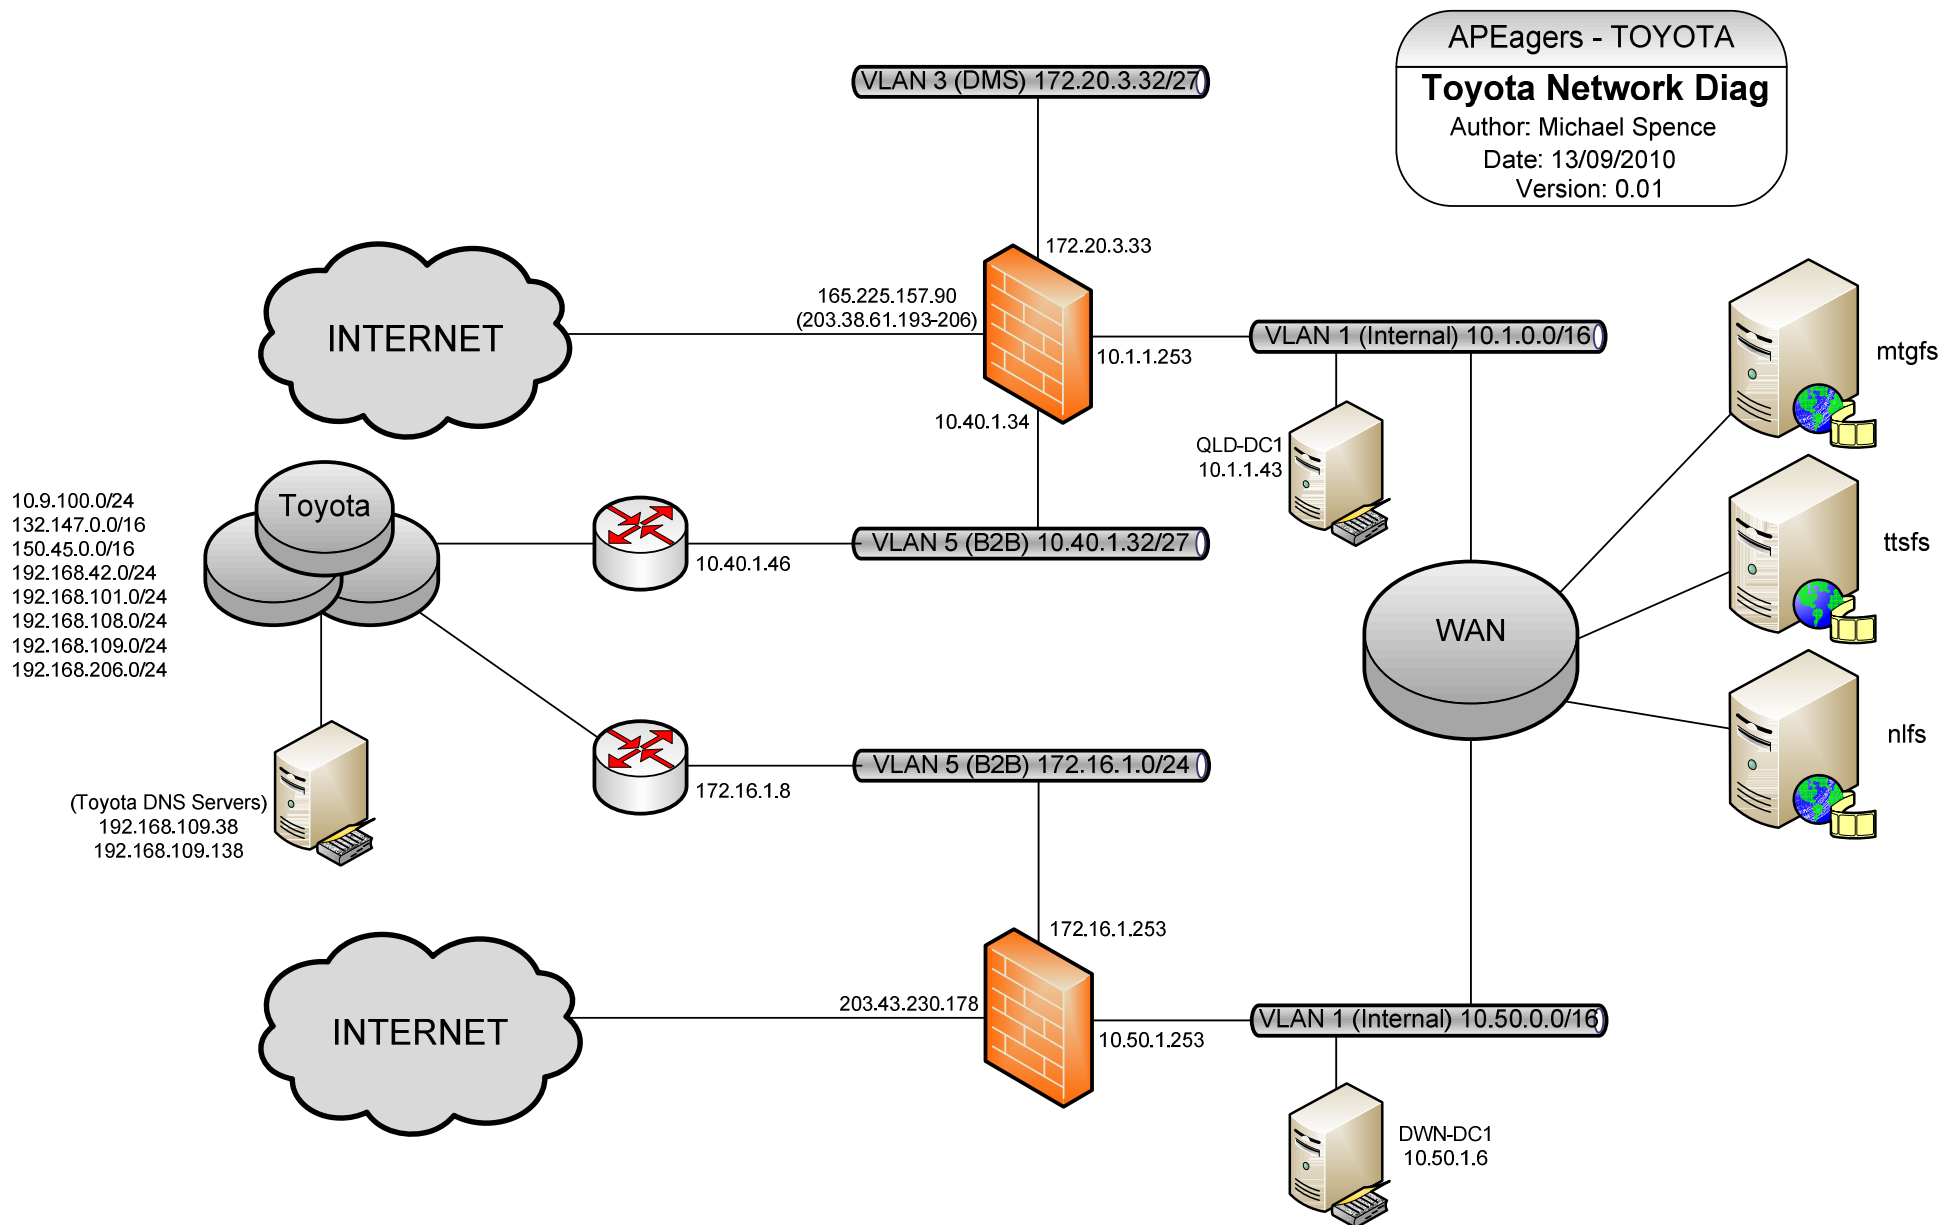 APEagers - TOYOTA
Toyota Network Diag
Author: Michael Spence
Date: 13/09/2010
Version: 0.01
VLAN 3 (DMS) 172.20.3.32/27
172.20.3.33
INTERNET
165.225.157.90
(203.38.61.193-206)
10.1.1.253
10.40.1.34
VLAN 1 (Internal) 10.1.0.0/16
QLD-DC1
10.1.1.43
mtgfs
ttsfs
nlfs
WAN
Toyota
10.9.100.0/24
132.147.0.0/16
150.45.0.0/16
192.168.42.0/24
192.168.101.0/24
192.168.108.0/24
192.168.109.0/24
192.168.206.0/24
10.40.1.46
VLAN 5 (B2B) 10.40.1.32/27
172.16.1.8
VLAN 5 (B2B) 172.16.1.0/24
(Toyota DNS Servers)
192.168.109.38
192.168.109.138
172.16.1.253
INTERNET
203.43.230.178
10.50.1.253
VLAN 1 (Internal) 10.50.0.0/16
DWN-DC1
10.50.1.6